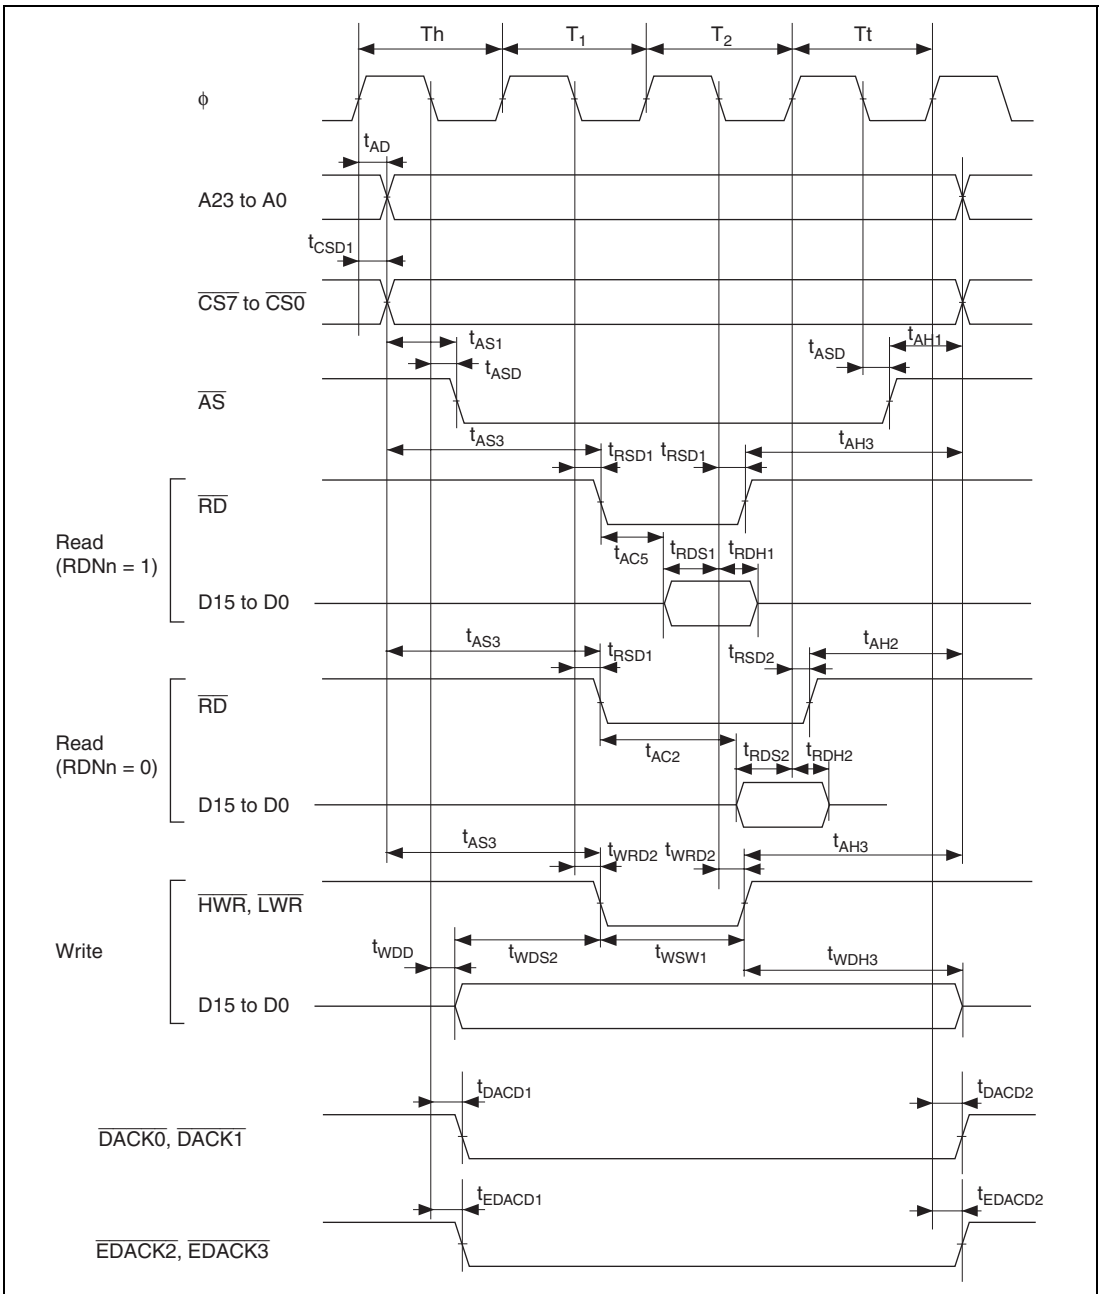 Th T1 T2 Tt
ϕ
tAD
A23 to A0
tCSD1
CS7 to CS0
tAS1 tAH1
tASD tASD
AS
tAS3 tRSD1 tRSD1 tAH3
RD
Read
(RDNn = 1)
tAC5 tRDS1 tRDH1
D15 to D0
tAS3 tRSD1 tRSD2 tAH2
RD
Read
(RDNn = 0)
tAC2 tRDS2 tRDH2
D15 to D0
tAS3 tWRD2 tWRD2 tAH3
HWR, LWR
Write
tWDD tWDS2 tWSW1 tWDH3
D15 to D0
tDACD1 tDACD2
DACK0, DACK1
tEDACD1 tEDACD2
EDACK2, EDACK3